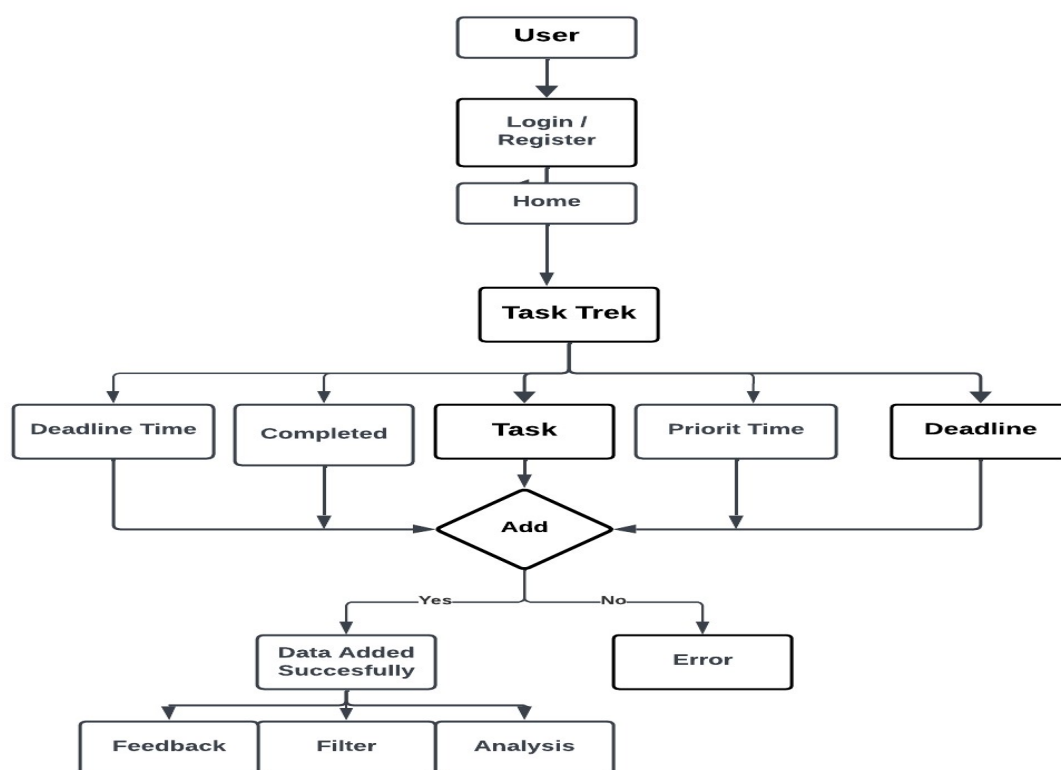 User
Login /
Register
Home
Task Trek
Deadline Time
Completed
Task
Priorit Time
Deadline
Add
Yes
No
Data Added
Succesfully
Error
Feedback
Filter
Analysis